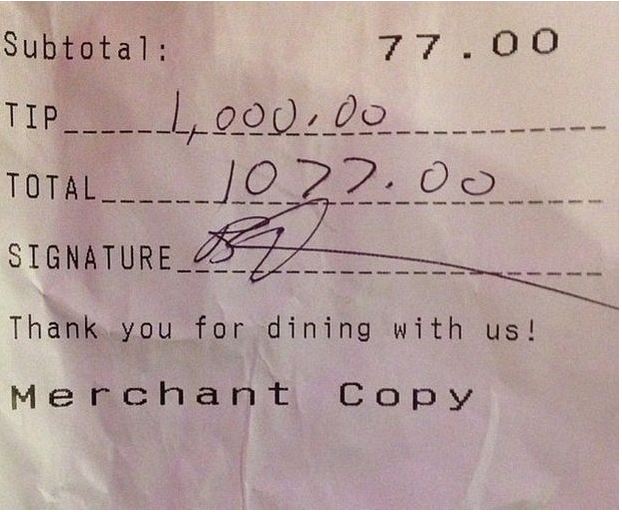 Subtotal: 77.00
TIP 1,000.00
TOTAL 1077.00
SIGNATURE
Thank you for dining with us!
Merchant Copy